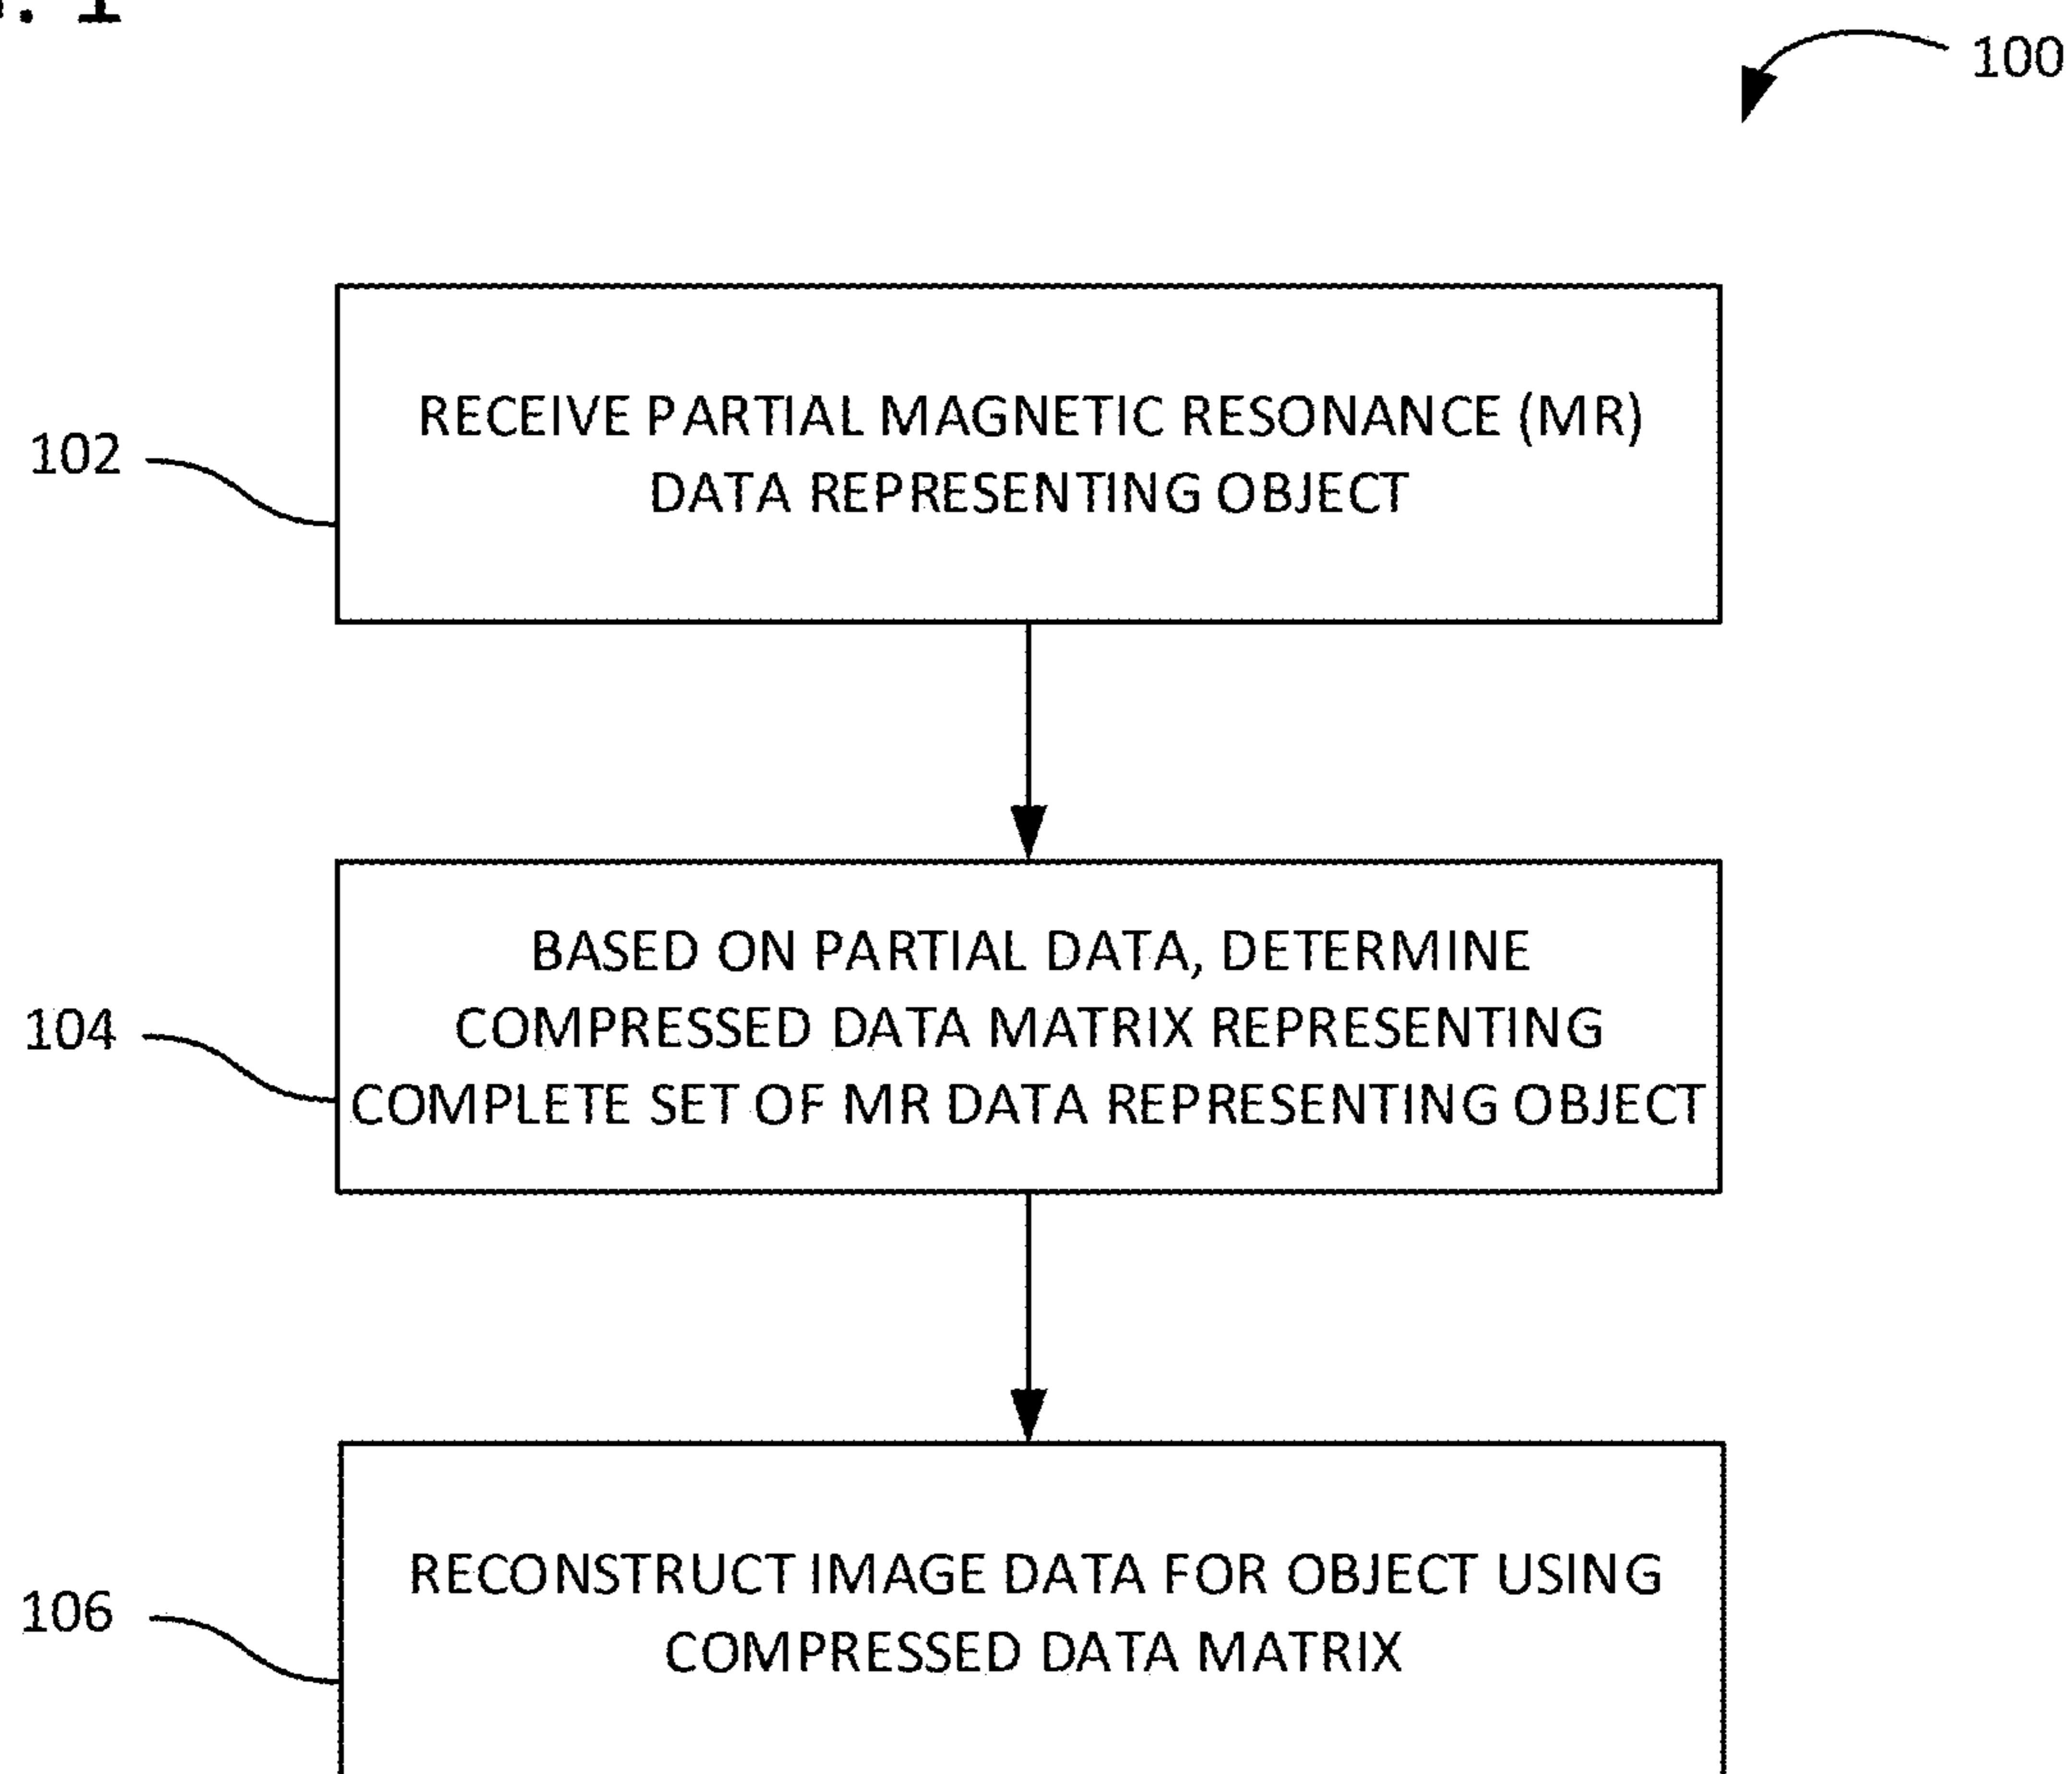 . 1
100
102
RECEIVE PARTIAL MAGNETIC RESONANCE (MR)
DATA REPRESENTING OBJECT
104
BASED ON PARTIAL DATA, DETERMINE
COMPRESSED DATA MATRIX REPRESENTING
COMPLETE SET OF MR DATA REPRESENTING OBJECT
106
RECONSTRUCT IMAGE DATA FOR OBJECT USING
COMPRESSED DATA MATRIX